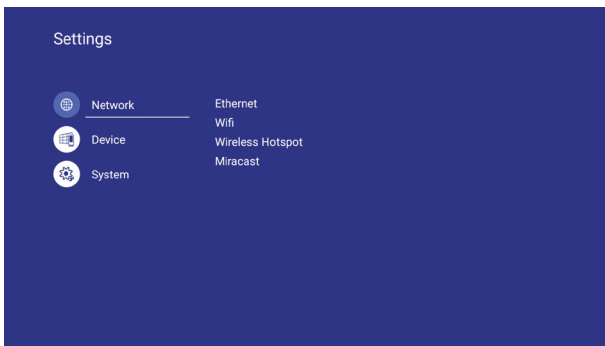 Settings
Network
Device
System
Ethernet
Wifi
Wireless Hotspot
Miracast